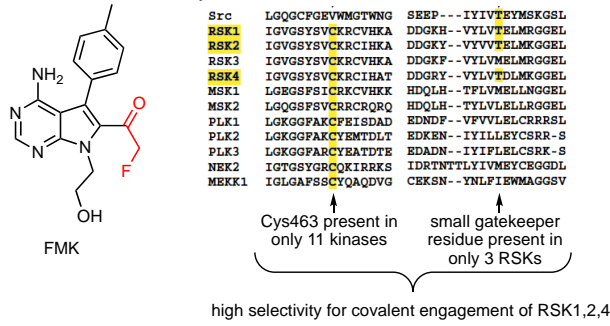 NH2
N
N
N
O
F
OH
FMK
Src LGQGCFGEVWMGTWNG SEEP---IYIVTEYMSKGSL
RSK1 IGVGSYSVCKRCVHKA DDGKH--VYLVTELMRGGEL
RSK2 IGVGSYSVCKRCIHKA DDGKY--VYVVTELMKGGEL
RSK3 IGVGSYSVCKRCVHKA DDGKY--VYLVMELMRGGEL
RSK4 IGVGSYSVCKRCIHAT DDGRY--VYLVTDLMKGGEL
MSK1 LGEGSFSICRKCVHKK HDQLH--TFLVMELLNGGEL
MSK2 LGQGSFSVCRRCRQRQ HDQLH--TYLVLELLRGGEL
PLK1 LGKGGFAKCFEISDAD NDFF--VFVVLELCRRRSL
PLK2 LGKGGFAKCYEMTDLT EDKEN--IYILLEYCSRR-S
PLK3 LGKGGFARCYEATDTE EDADN--IYIFLELCSRK-S
NEK2 IGTGSYGRCQKIRRKS IDRTNTTLYIVMEYCEGGDL
MEKK1 IGLGAFSSCYQAQDVG CEKSN--YNLFIEWMAGGSV
Cys463 present in
only 11 kinases
small gatekeeper
residue present in
only 3 RSKs
high selectivity for covalent engagement of RSK1,2,4